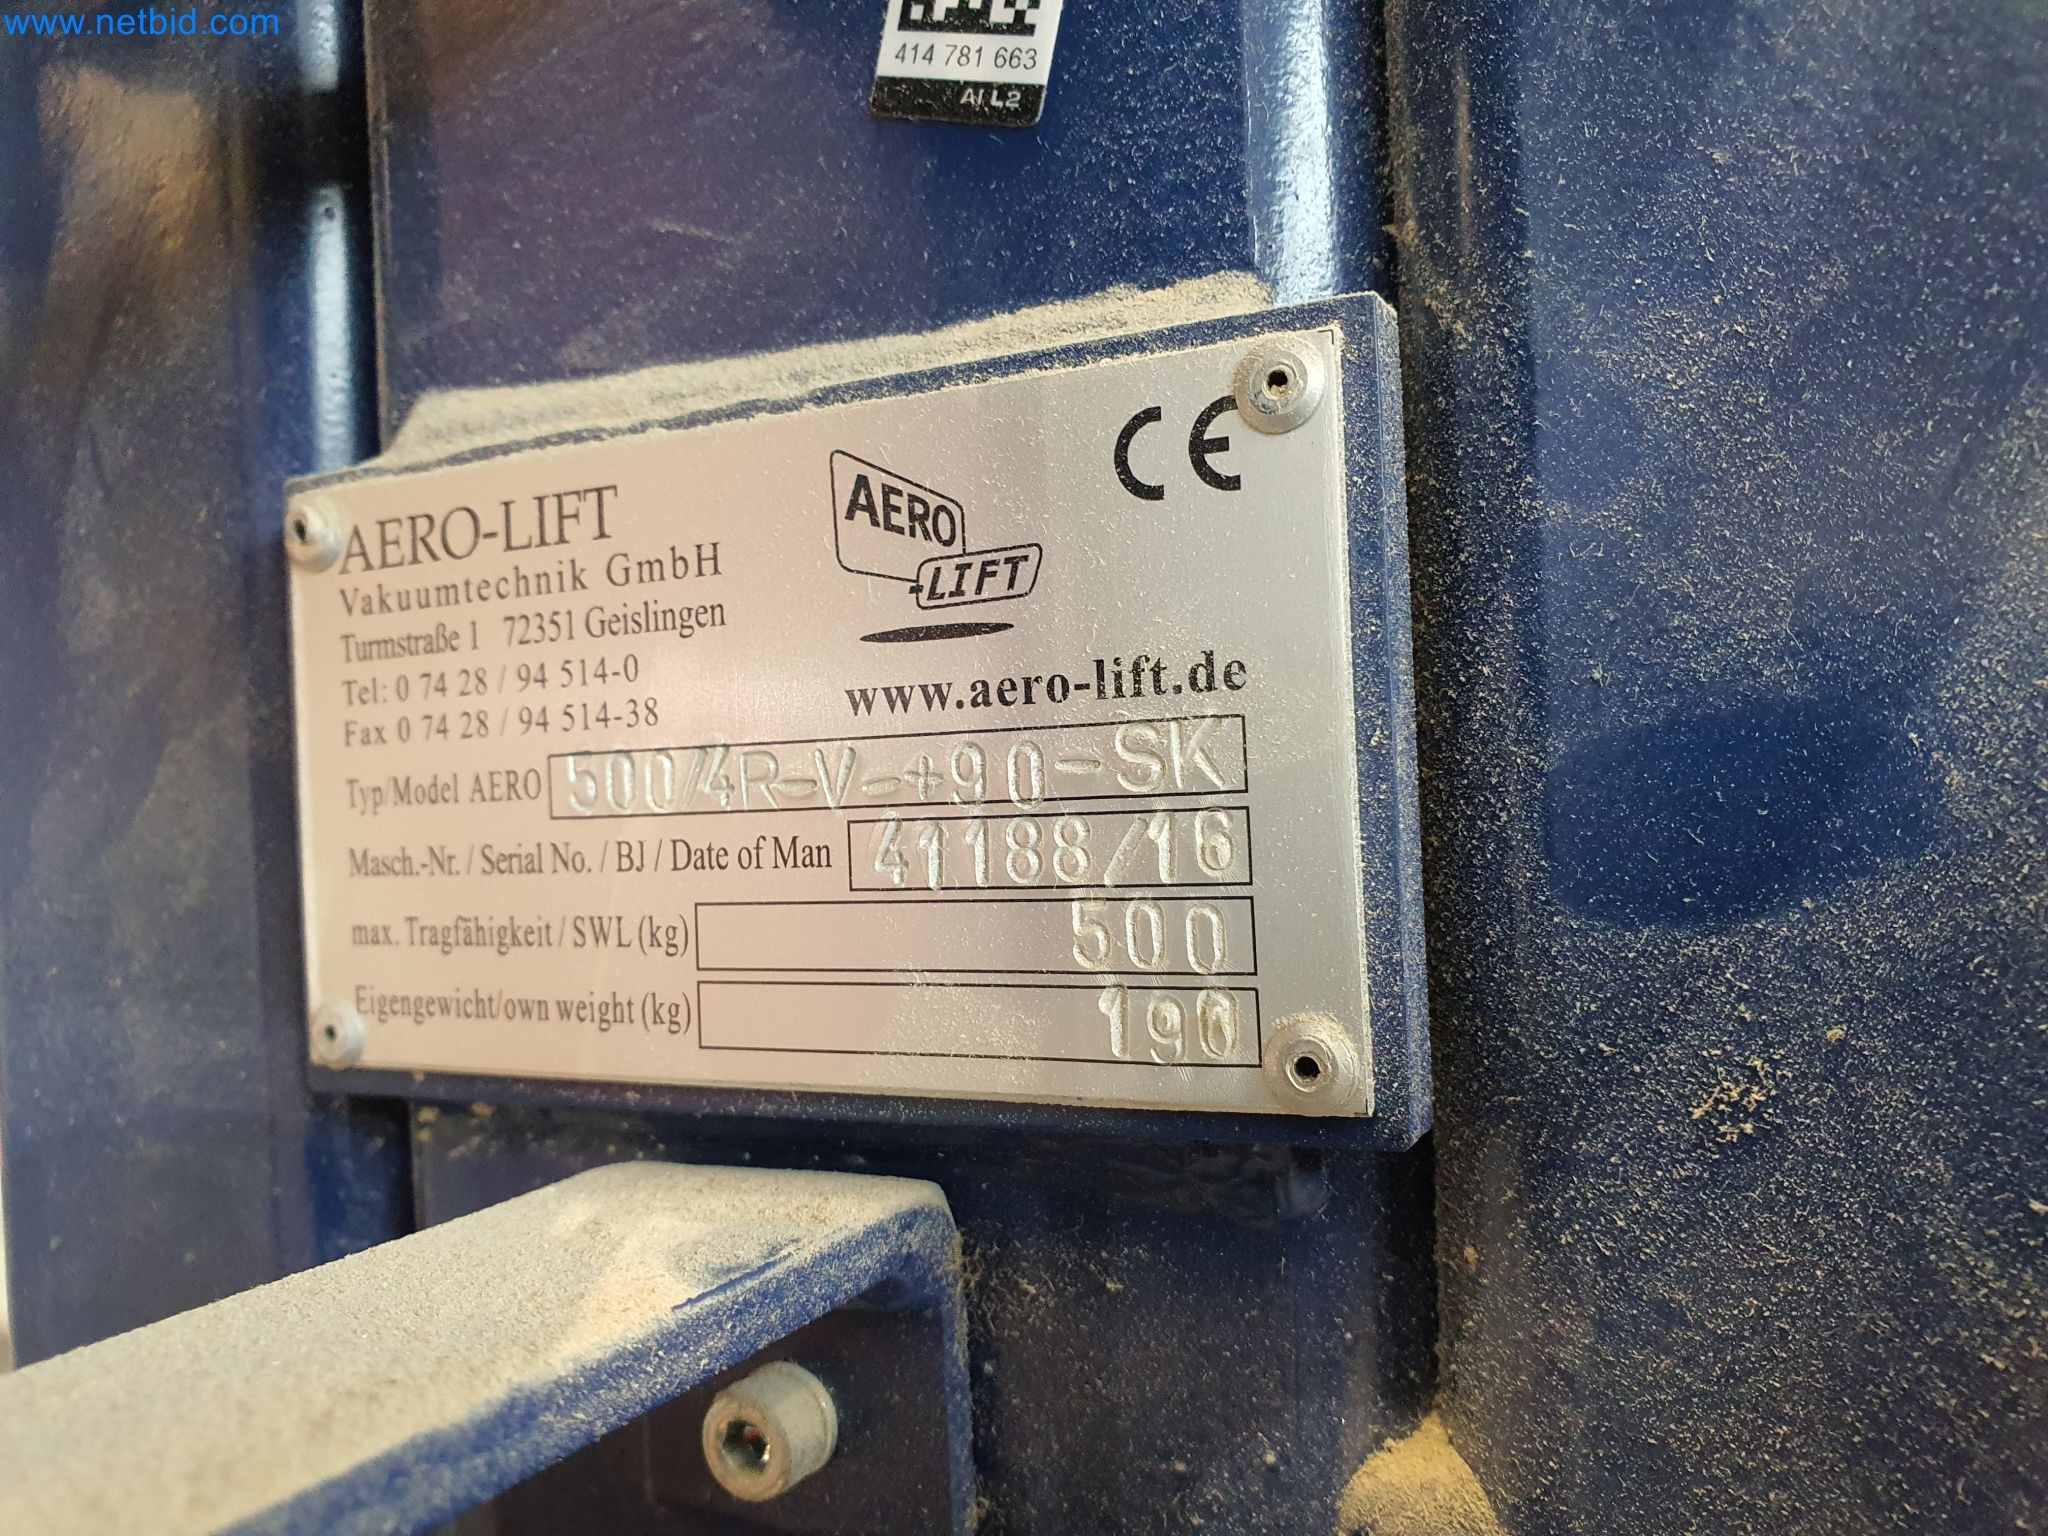 www.netbid.com
414 781 663
AI L2
CE
AERO-LIFT
Vakuumtechnik GmbH
Turmstraße 1 72351 Geislingen
Tel: 0 74 28 / 94 514-0
Fax 0 74 28 / 94 514-38
AERO
-LIFT
www.aero-lift.de
Typ/Model AERO 500/4R-V-+90-SK
Masch.-Nr. / Serial No. / BJ / Date of Man 41188/16
max. Tragfähigkeit / SWL (kg) 500
Eigengewicht/own weight (kg) 190